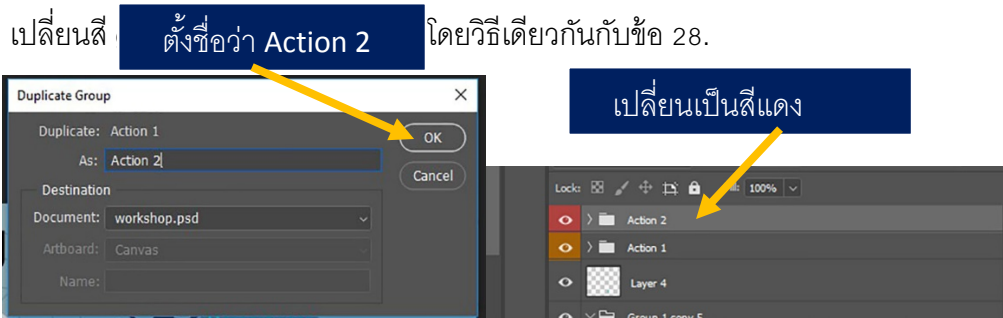 เปลี่ยนสี
ตั้งชื่อว่า Action 2
โดยวิธีเดียวกันกับข้อ 28.
Duplicate Group
Duplicate: Action 1
As: Action 2
OK
Cancel
Destination
Document: workshop.psd
Artboard: Canvas
Name:
เปลี่ยนเป็นสีแดง
Lock: 100%
Action 2
Action 1
Layer 4
Group 1 copy 5